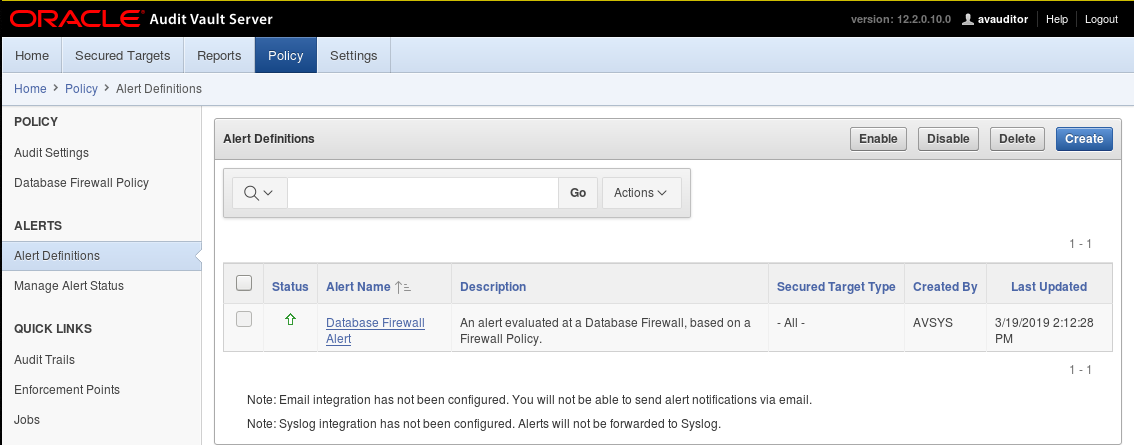 ORACLE Audit Vault Server version: 12.2.0.10.0 avauditor Help Logout
Home Secured Targets Reports Policy Settings
Home > Policy > Alert Definitions
POLICY
Audit Settings
Database Firewall Policy
ALERTS
Alert Definitions
Manage Alert Status
QUICK LINKS
Audit Trails
Enforcement Points
Jobs
Alert Definitions Enable Disable Delete Create
Go Actions
1 - 1
Status Alert Name Description Secured Target Type Created By Last Updated
Database Firewall An alert evaluated at a Database Firewall, based on a - All - AVSYS 3/19/2019 2:12:28
Alert Firewall Policy. PM
1 - 1
Note: Email integration has not been configured. You will not be able to send alert notifications via email.
Note: Syslog integration has not been configured. Alerts will not be forwarded to Syslog.